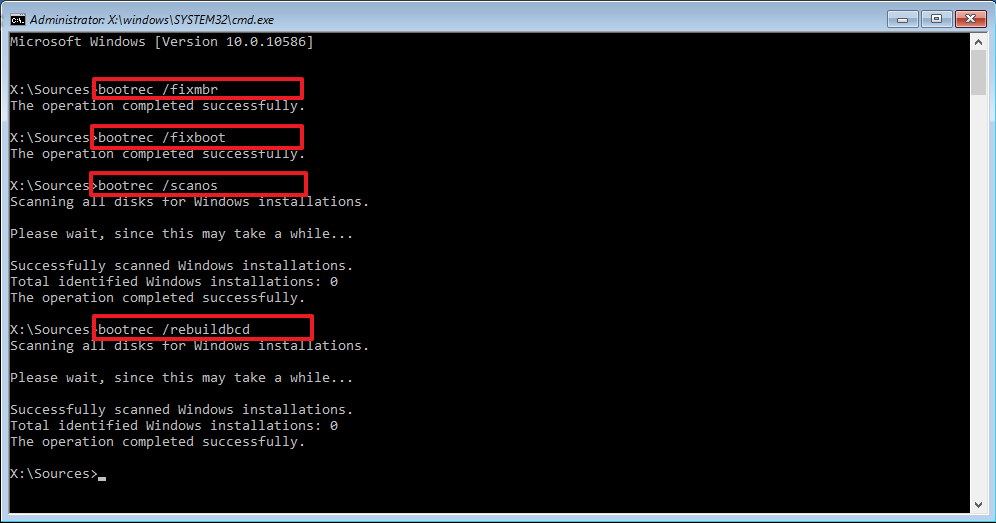 Administrator: X:\windows\SYSTEM32\cmd.exe
Microsoft Windows [Version 10.0.10586]
X:\Sources>bootrec /fixmbr
The operation completed successfully.
X:\Sources>bootrec /fixboot
The operation completed successfully.
X:\Sources>bootrec /scanos
Scanning all disks for Windows installations.
Please wait, since this may take a while...
Successfully scanned Windows installations.
Total identified Windows installations: 0
The operation completed successfully.
X:\Sources>bootrec /rebuildbcd
Scanning all disks for Windows installations.
Please wait, since this may take a while...
Successfully scanned Windows installations.
Total identified Windows installations: 0
The operation completed successfully.
X:\Sources>